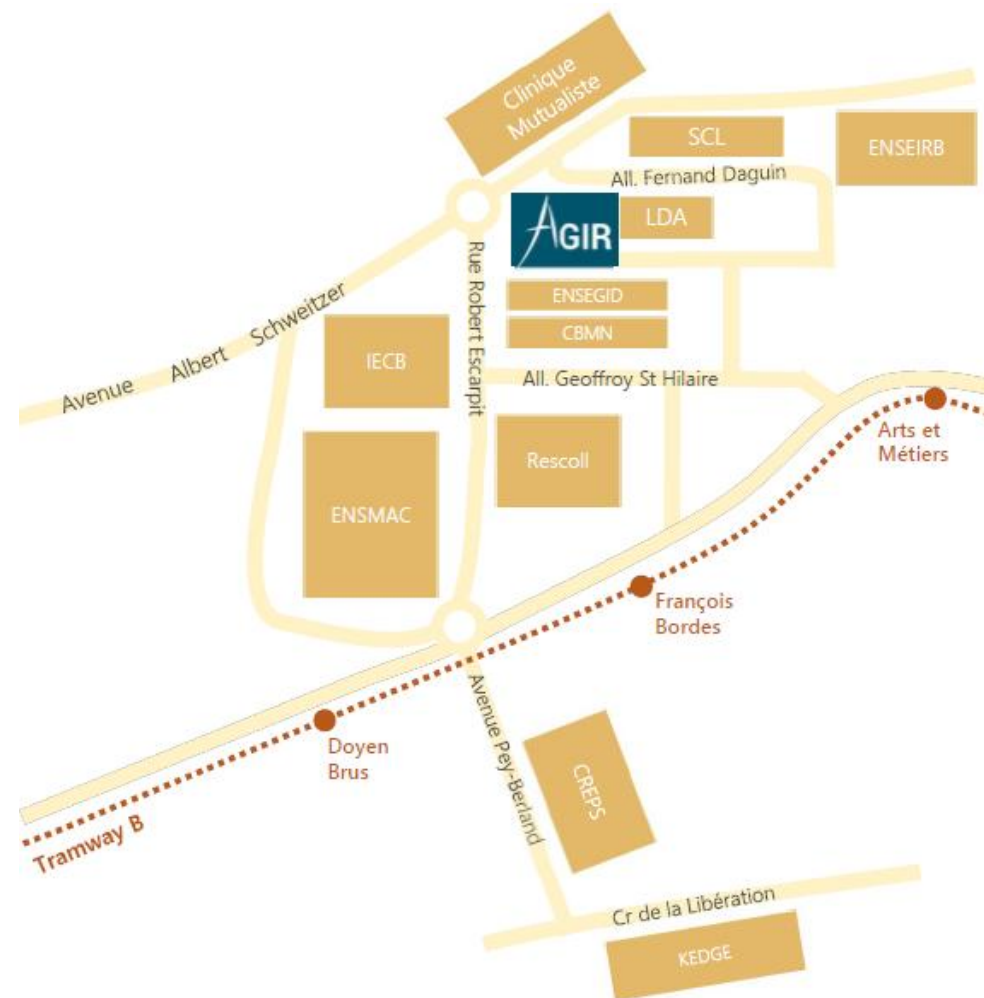 Clinique
Mutualiste
SCL
ENSEIRB
All. Fernand Daguin
AGIR
LDA
Rue Robert Escarpit
ENSEGID
CBMN
Avenue Albert Schweitzer
IECB
All. Geoffroy St Hilaire
Arts et
Métiers
Rescoll
ENSMAC
François
Bordes
Avenue Pey-Berland
Doyen
Brus
CREPS
Tramway B
Cr de la Libération
KEDGE